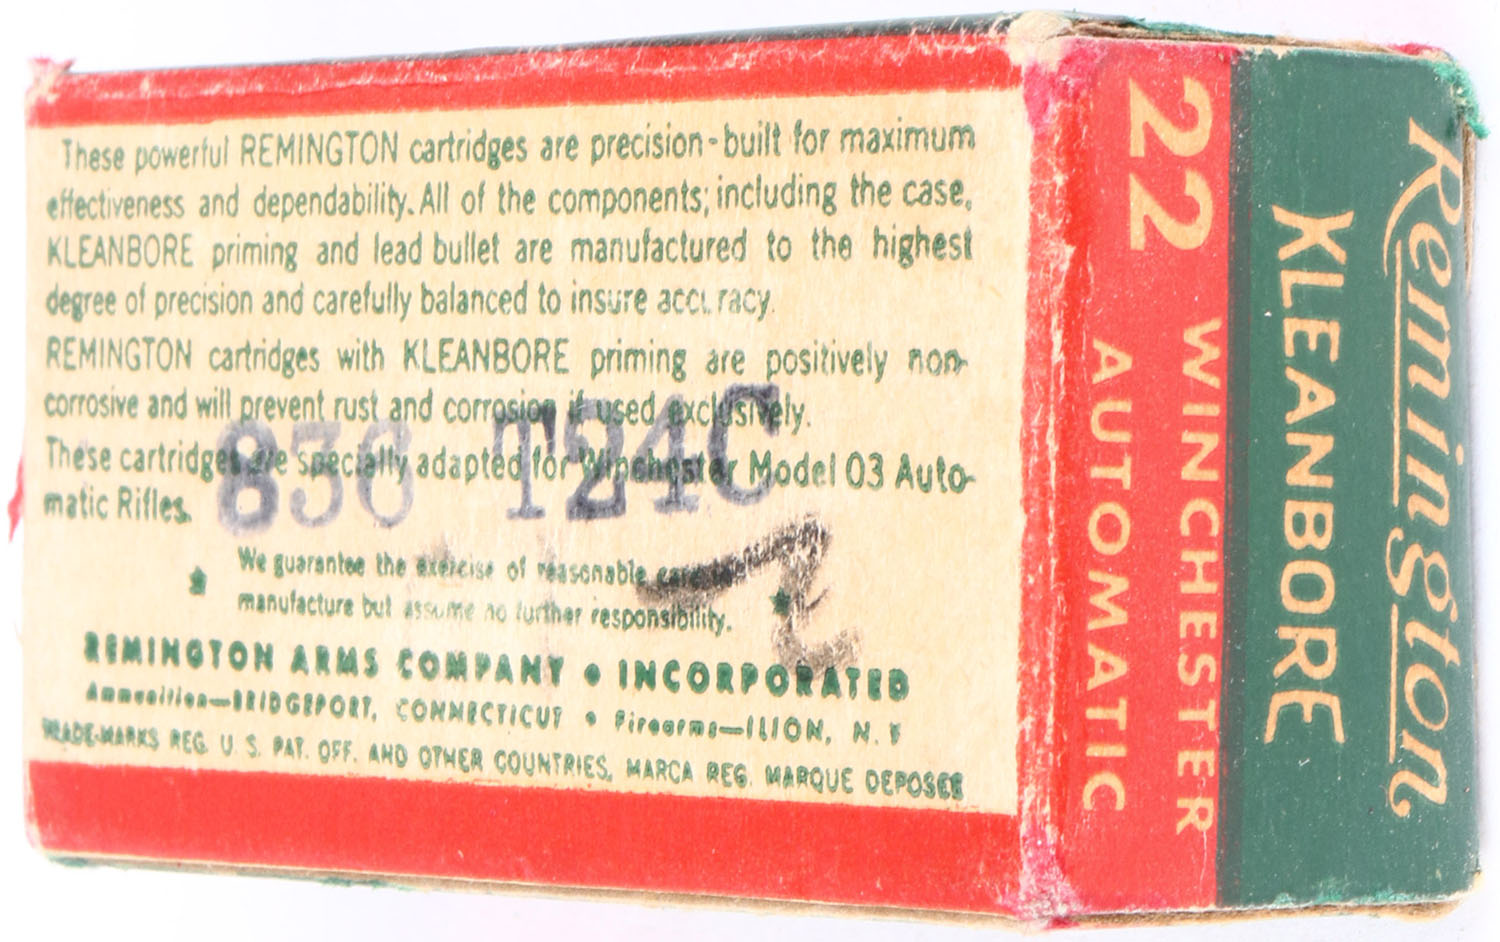 These powerful REMINGTON cartridges are precision-built for maximum
effectiveness and dependability. All of the components; including the case,
KLEANBORE priming and lead bullet are manufactured to the highest
degree of precision and carefully balanced to insure accuracy.
REMINGTON cartridges with KLEANBORE priming are positively non-
corrosive and will prevent rust and corrosion if used exclusively.
These cartridges are specially adapted for Winchester Model 03 Auto-
matic Rifles.
836 T24C
We guarantee the exercise of reasonable care in
manufacture but assume no further responsibility.
REMINGTON ARMS COMPANY • INCORPORATED
Ammunition—BRIDGEPORT, CONNECTICUT • Firearms—ILION, N. Y
TRADE-MARKS REG. U. S. PAT. OFF. AND OTHER COUNTRIES, MARCA REG. MARQUE DEPOSEE
Remington
KLEANBORE
22 WINCHESTER
AUTOMATIC